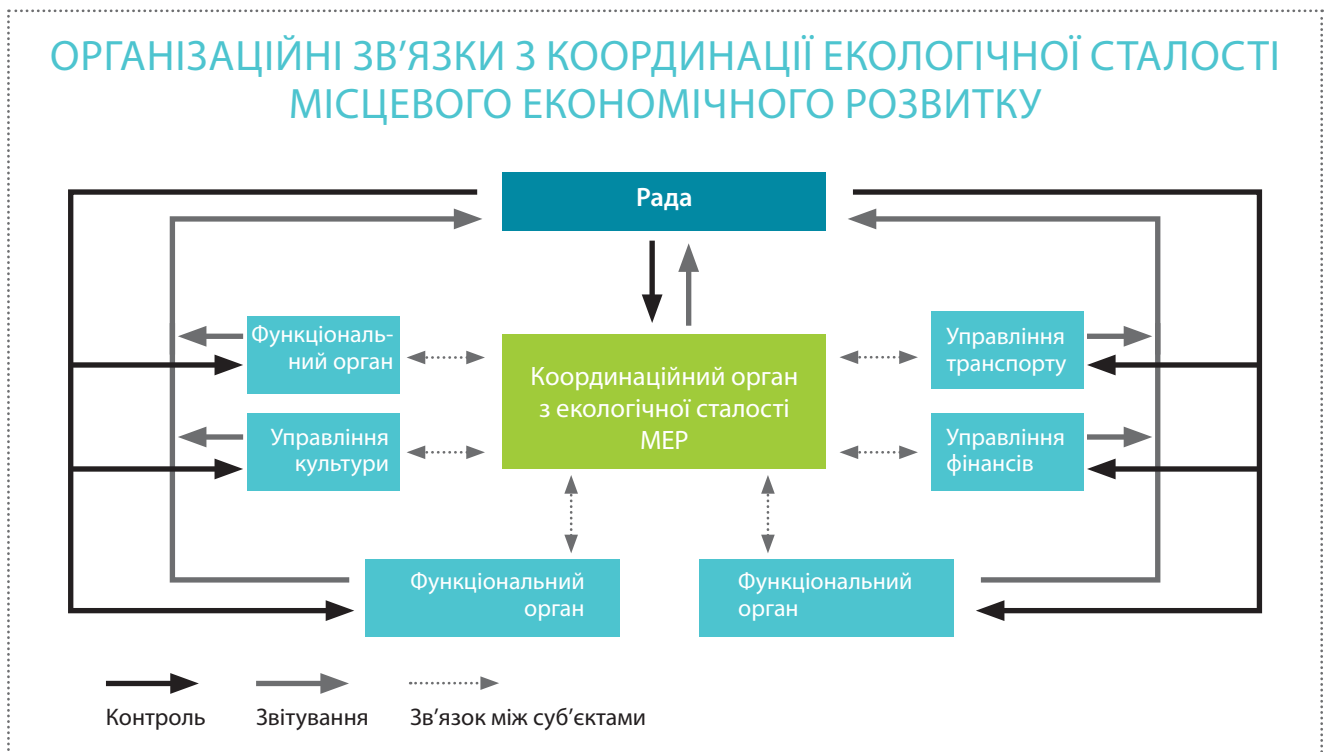 ОРГАНІЗАЦІЙНІ ЗВ’ЯЗКИ З КООРДИНАЦІЇ ЕКОЛОГІЧНОЇ СТАЛОСТІ
МІСЦЕВОГО ЕКОНОМІЧНОГО РОЗВИТКУ
Рада
Функціональ-
ний орган
Управління
культури
Координаційний орган
з екологічної сталості
МЕР
Управління
транспорту
Управління
фінансів
Функціональний
орган
Функціональний
орган
Контроль
Звітування
Зв’язок між суб’єктами